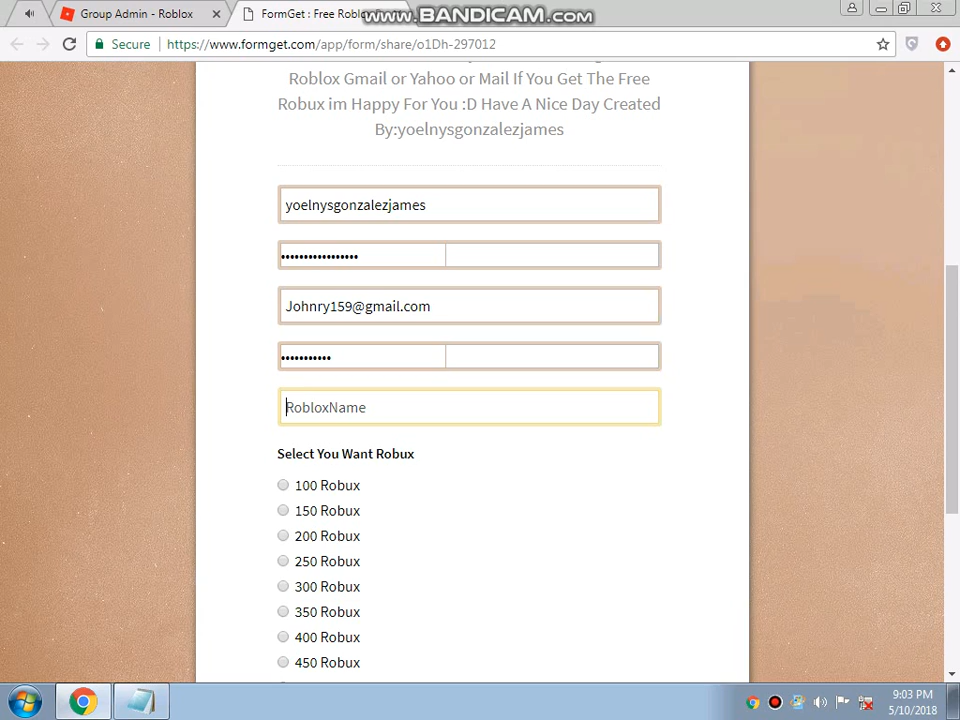 Group Admin - Roblox
FormGet : Free Roblo
www.BANDICAM.com
Secure
https://www.formget.com/app/form/share/o1Dh-297012
Roblox Gmail or Yahoo or Mail If You Get The Free
Robux im Happy For You :D Have A Nice Day Created
By:yoelnysgonzalezjames
yoelnysgonzalezjames
•••••••••••••••••
Johnry159@gmail.com
•••••••••••
RobloxName
Select You Want Robux
100 Robux
150 Robux
200 Robux
250 Robux
300 Robux
350 Robux
400 Robux
450 Robux
9:03 PM
5/10/2018